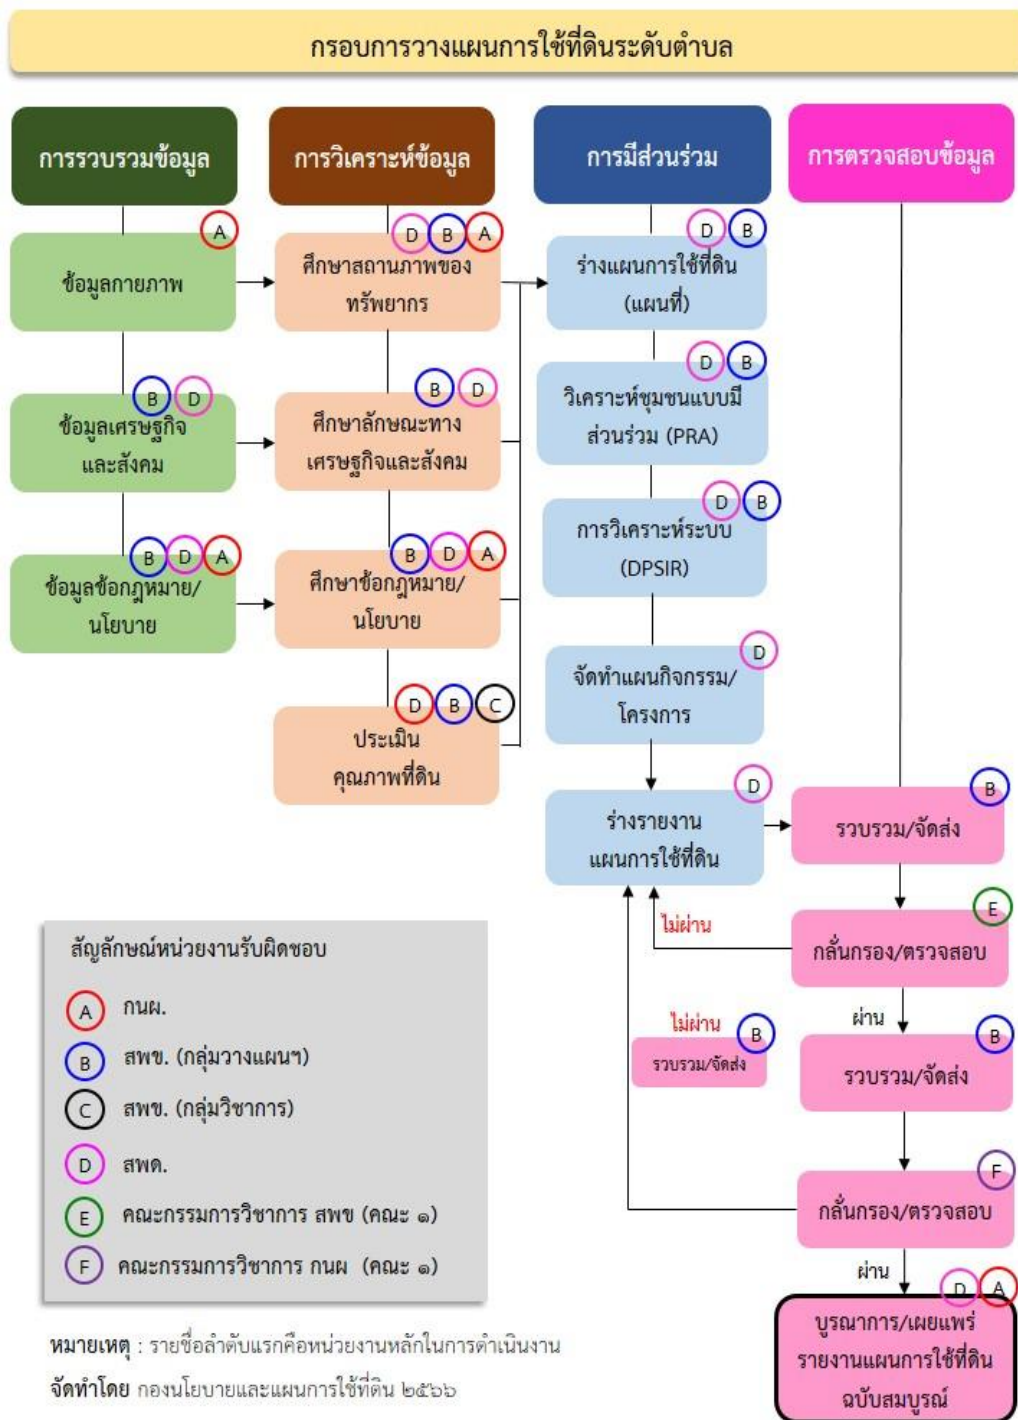 กรอบการวางแผนการใช้ที่ดินระดับตำบล
การรวบรวมข้อมูล
A
ข้อมูลกายภาพ
B D
ข้อมูลเศรษฐกิจ
และสังคม
B D A
ข้อมูลข้อกฎหมาย/
นโยบาย
การวิเคราะห์ข้อมูล
D B A
ศึกษาสถานภาพของ
ทรัพยากร
B D
ศึกษาลักษณะทาง
เศรษฐกิจและสังคม
B D A
ศึกษาข้อกฎหมาย/
นโยบาย
D B C
ประเมิน
คุณภาพที่ดิน
การมีส่วนร่วม
D B
ร่างแผนการใช้ที่ดิน
(แผนที่)
D B
วิเคราะห์ชุมชนแบบมี
ส่วนร่วม (PRA)
D B
การวิเคราะห์ระบบ
(DPSIR)
D
จัดทำแผนกิจกรรม/
โครงการ
D
ร่างรายงาน
แผนการใช้ที่ดิน
การตรวจสอบข้อมูล
B
รวบรวม/จัดส่ง
E
ไม่ผ่าน
กลั่นกรอง/ตรวจสอบ
ผ่าน
ไม่ผ่าน
B
รวบรวม/จัดส่ง
B
รวบรวม/จัดส่ง
F
กลั่นกรอง/ตรวจสอบ
ผ่าน
D A
บูรณาการ/เผยแพร่
รายงานแผนการใช้ที่ดิน
ฉบับสมบูรณ์
สัญลักษณ์หน่วยงานรับผิดชอบ
A กนผ.
B สพข. (กลุ่มวางแผนฯ)
C สพข. (กลุ่มวิชาการ)
D สพด.
E คณะกรรมการวิชาการ สพข (คณะ ๑)
F คณะกรรมการวิชาการ กนผ (คณะ ๑)
หมายเหตุ : รายชื่อลำดับแรกคือหน่วยงานหลักในการดำเนินงาน
จัดทำโดย กองนโยบายและแผนการใช้ที่ดิน ๒๕๖๖